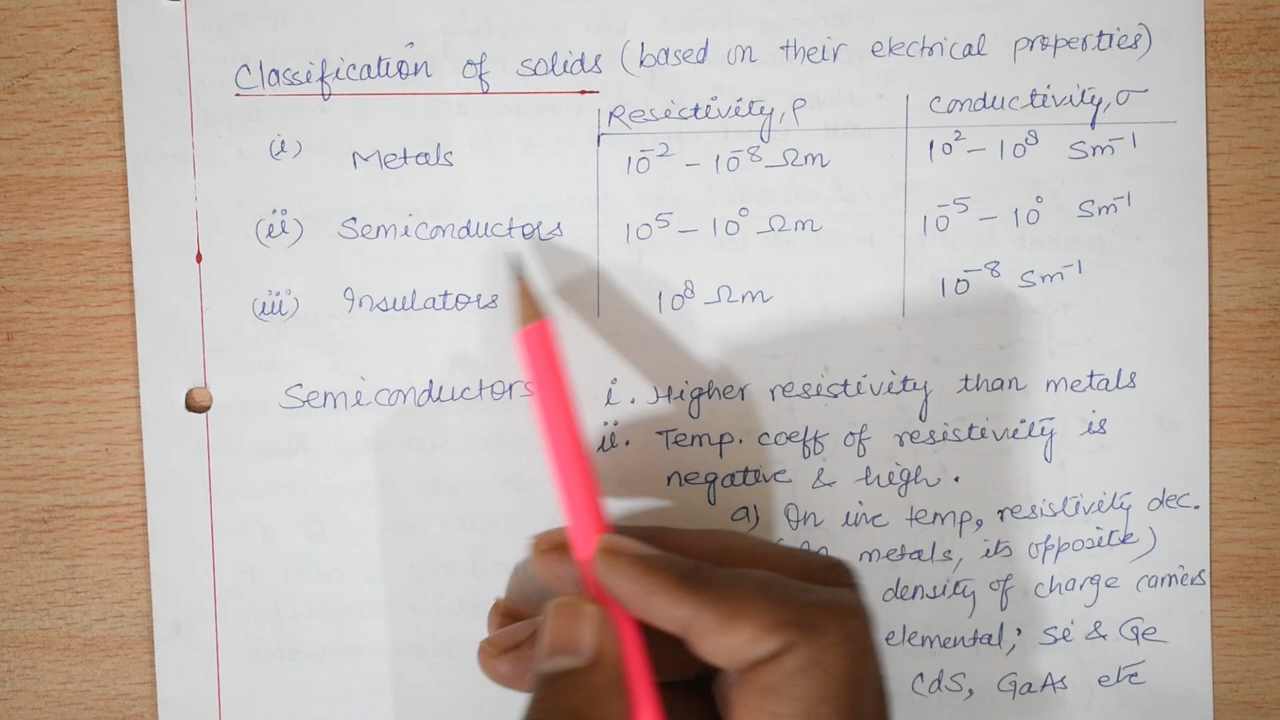 Classification of solids (based on their electrical properties)
Resistivity, ρ Conductivity, σ
(i) Metals 10⁻² – 10⁻⁸ Ωm 10² – 10⁸ Sm⁻¹
(ii) Semiconductors 10⁵ – 10⁰ Ωm 10⁻⁵ – 10⁰ Sm⁻¹
(iii) Insulators 10⁸ Ωm 10⁻⁸ Sm⁻¹
Semiconductors i. Higher resistivity than metals
ii. Temp. coeff of resistivity is
negative & high.
a) On inc temp, resistivity dec.
metals, its opposite)
density of charge carriers
elemental; Si & Ge
CdS, GaAs etc